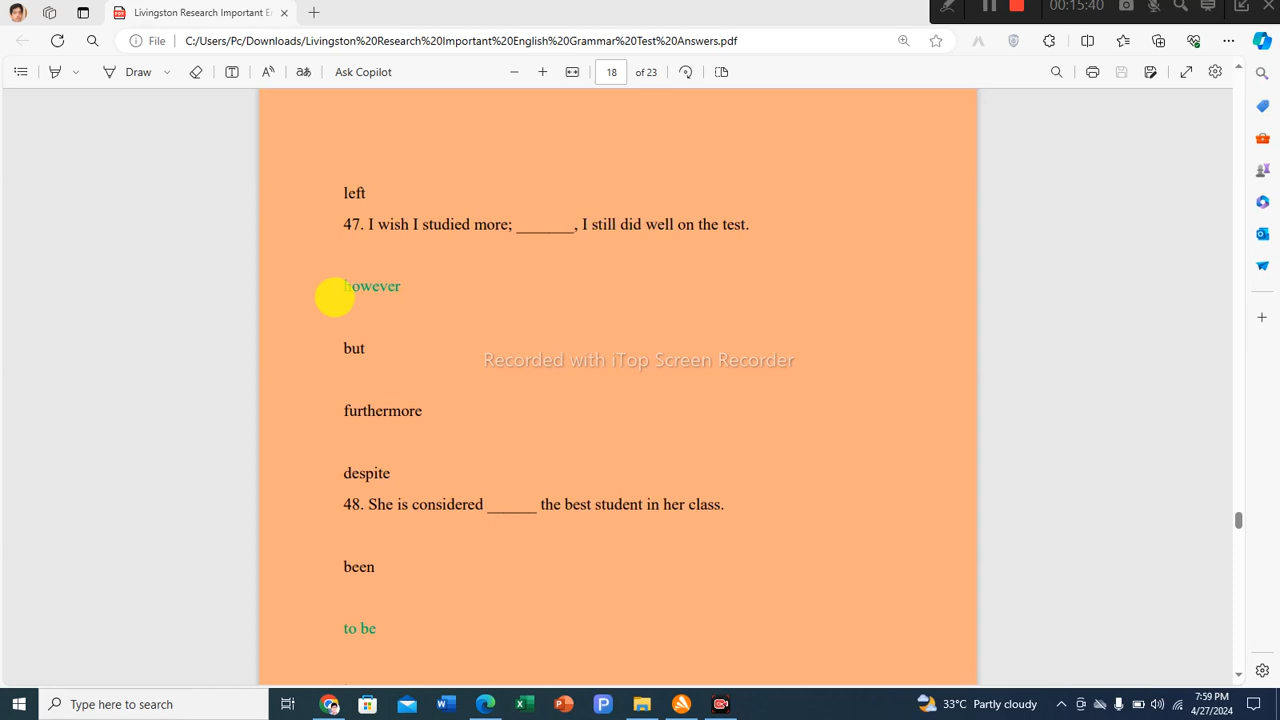 Livingston Research Important Er
00:15:40
File
C:/Users/Pc/Downloads/Livingston%20Research%20Important%20English%20Grammar%20Test%20Answers.pdf
Draw
Ask Copilot
18 of 23
left
47. I wish I studied more; _______, I still did well on the test.
however
but
Recorded with iTop Screen Recorder
furthermore
despite
48. She is considered ______ the best student in her class.
been
to be
Type here to search
33°C Partly cloudy
7:59 PM
4/27/2024